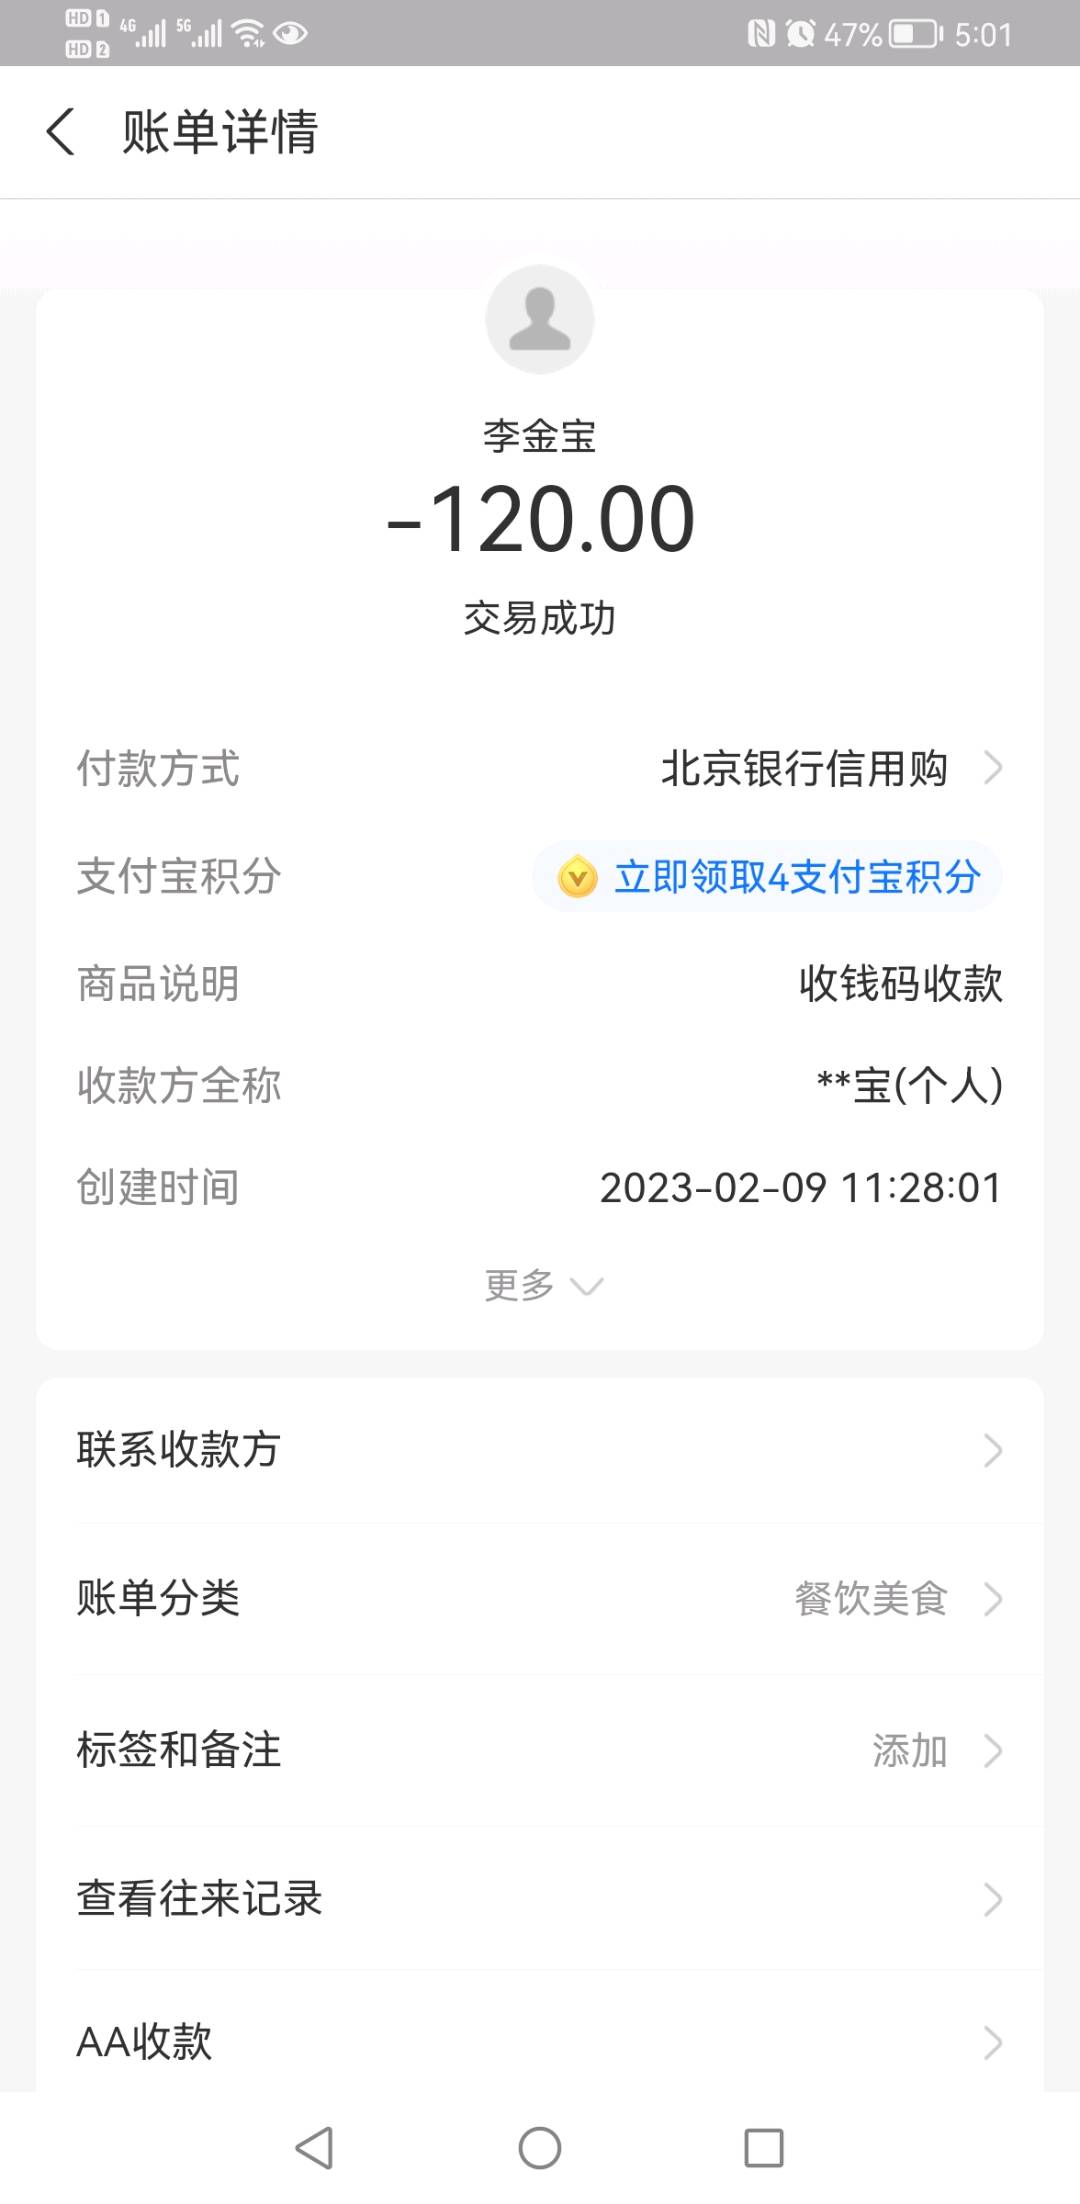 HD 1 4G 5G 47% 5:01
HD 2
账单详情
李金宝
-120.00
交易成功
付款方式 北京银行信用购
支付宝积分 立即领取4支付宝积分
商品说明 收钱码收款
收款方全称 **宝(个人)
创建时间 2023-02-09 11:28:01
更多
联系收款方
账单分类 餐饮美食
标签和备注 添加
查看往来记录
AA收款